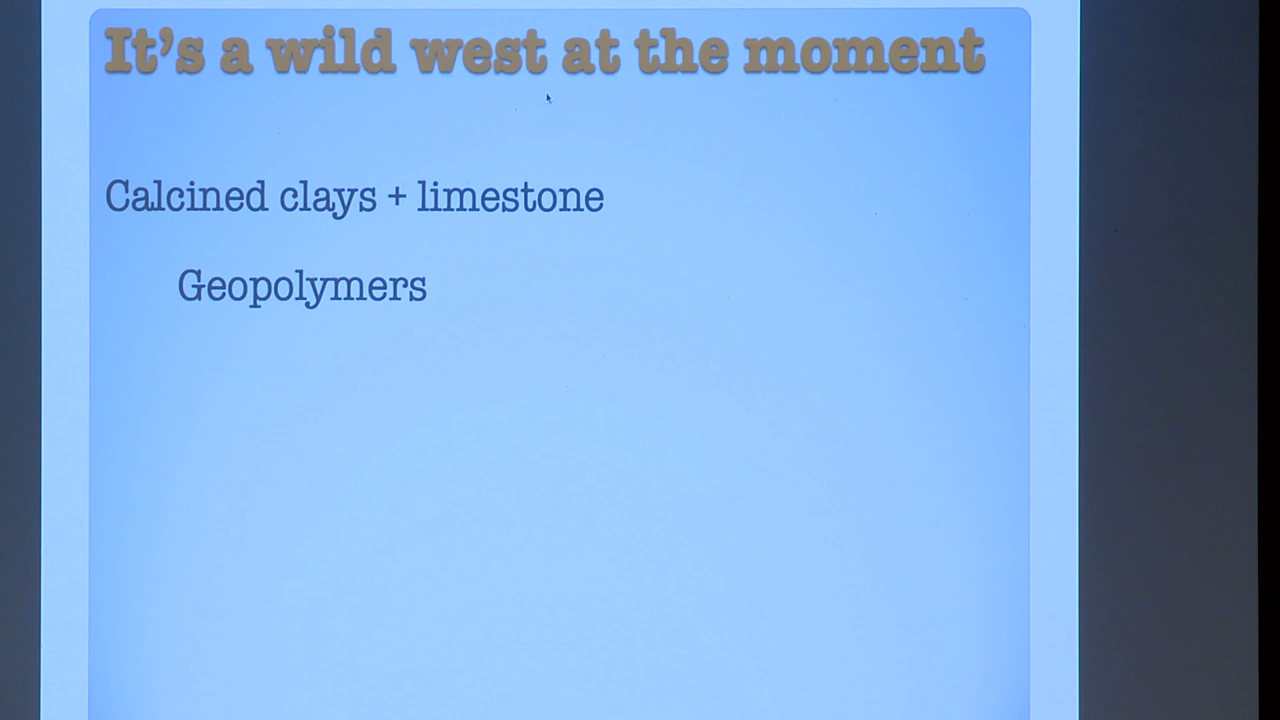 It's a wild west at the moment
Calcined clays + limestone
Geopolymers